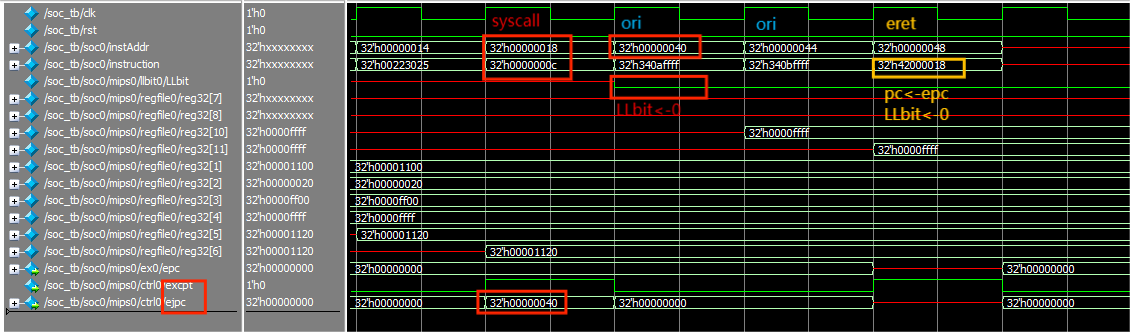 syscall ori ori eret
/soc_tb/clk 1'h0
/soc_tb/rst 1'h0
/soc_tb/soc0/instAddr 32'hxxxxxxxx 32'h00000014 32'h00000018 32'h00000040 32'h00000044 32'h00000048
/soc_tb/soc0/instruction 32'hxxxxxxxx 32'h00223025 32'h0000000c 32'h340affff 32'h340bffff 32'h42000018
/soc_tb/soc0/mips0/llbit0/LLbit 1'h0
/soc_tb/soc0/mips0/regfile0/reg32[7] 32'hxxxxxxxx
LLbit<-0 pc<-epc
/soc_tb/soc0/mips0/regfile0/reg32[8] 32'hxxxxxxxx
LLbit<-0
/soc_tb/soc0/mips0/regfile0/reg32[10] 32'h0000ffff 32'h0000ffff
/soc_tb/soc0/mips0/regfile0/reg32[11] 32'h0000ffff 32'h0000ffff
/soc_tb/soc0/mips0/regfile0/reg32[1] 32'h00001100 32'h00001100
/soc_tb/soc0/mips0/regfile0/reg32[2] 32'h00000020 32'h00000020
/soc_tb/soc0/mips0/regfile0/reg32[3] 32'h0000ff00 32'h0000ff00
/soc_tb/soc0/mips0/regfile0/reg32[4] 32'h0000ffff 32'h0000ffff
/soc_tb/soc0/mips0/regfile0/reg32[5] 32'h00001120 32'h00001120
/soc_tb/soc0/mips0/regfile0/reg32[6] 32'h00001120 32'h00001120
/soc_tb/soc0/mips0/ex0/epc 32'h00000000 32'h00000000 32'h00000000
/soc_tb/soc0/mips0/ctrl0/excpt 1'h0
/soc_tb/soc0/mips0/ctrl0/ejpc 32'h00000000 32'h00000000 32'h00000040 32'h00000000 32'h00000000